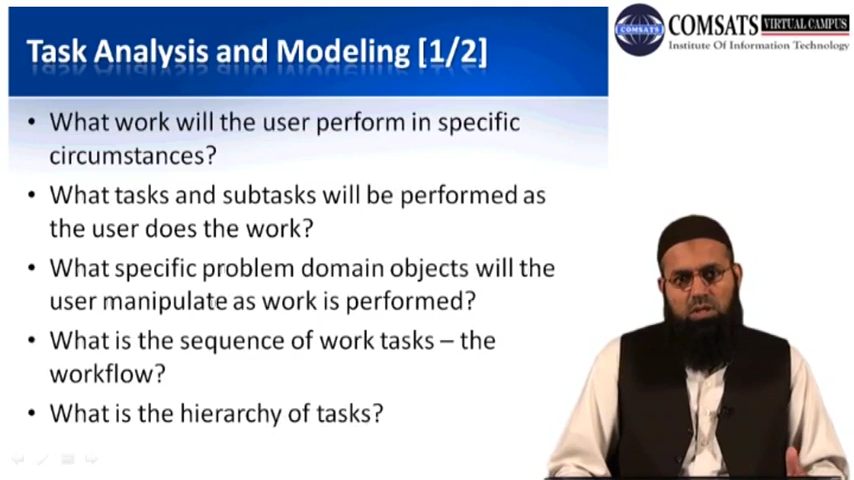 Task Analysis and Modeling [1/2]
COMSATS
COMSATS VIRTUAL CAMPUS
Institute Of Information Technology
• What work will the user perform in specific
circumstances?
• What tasks and subtasks will be performed as
the user does the work?
• What specific problem domain objects will the
user manipulate as work is performed?
• What is the sequence of work tasks – the
workflow?
• What is the hierarchy of tasks?